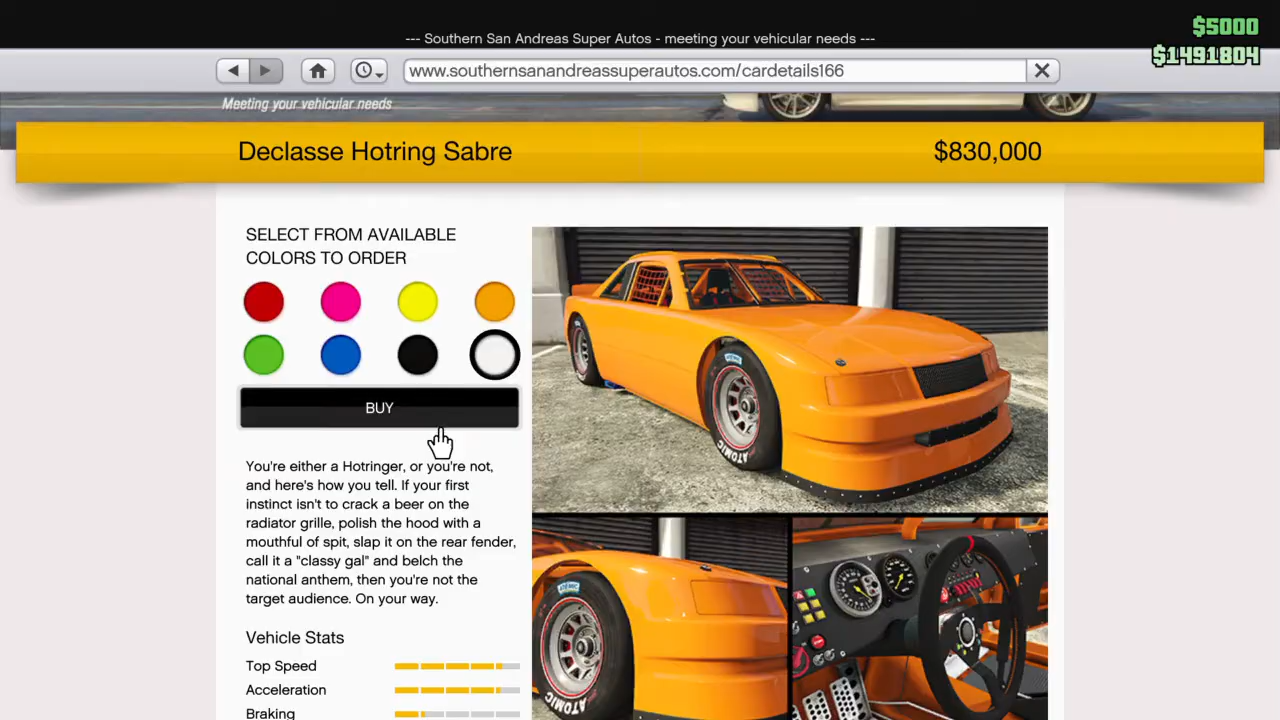 $5000
--- Southern San Andreas Super Autos - meeting your vehicular needs ---
$1491804
www.southernsanandreassuperautos.com/cardetails166
Meeting your vehicular needs
Declasse Hotring Sabre
$830,000
SELECT FROM AVAILABLE
COLORS TO ORDER
BUY
You're either a Hotringer, or you're not,
and here's how you tell. If your first
instinct isn't to crack a beer on the
radiator grille, polish the hood with a
mouthful of spit, slap it on the rear fender,
call it a "classy gal" and belch the
national anthem, then you're not the
target audience. On your way.
Vehicle Stats
Top Speed
Acceleration
Braking
ATOMIC
ATOMIC